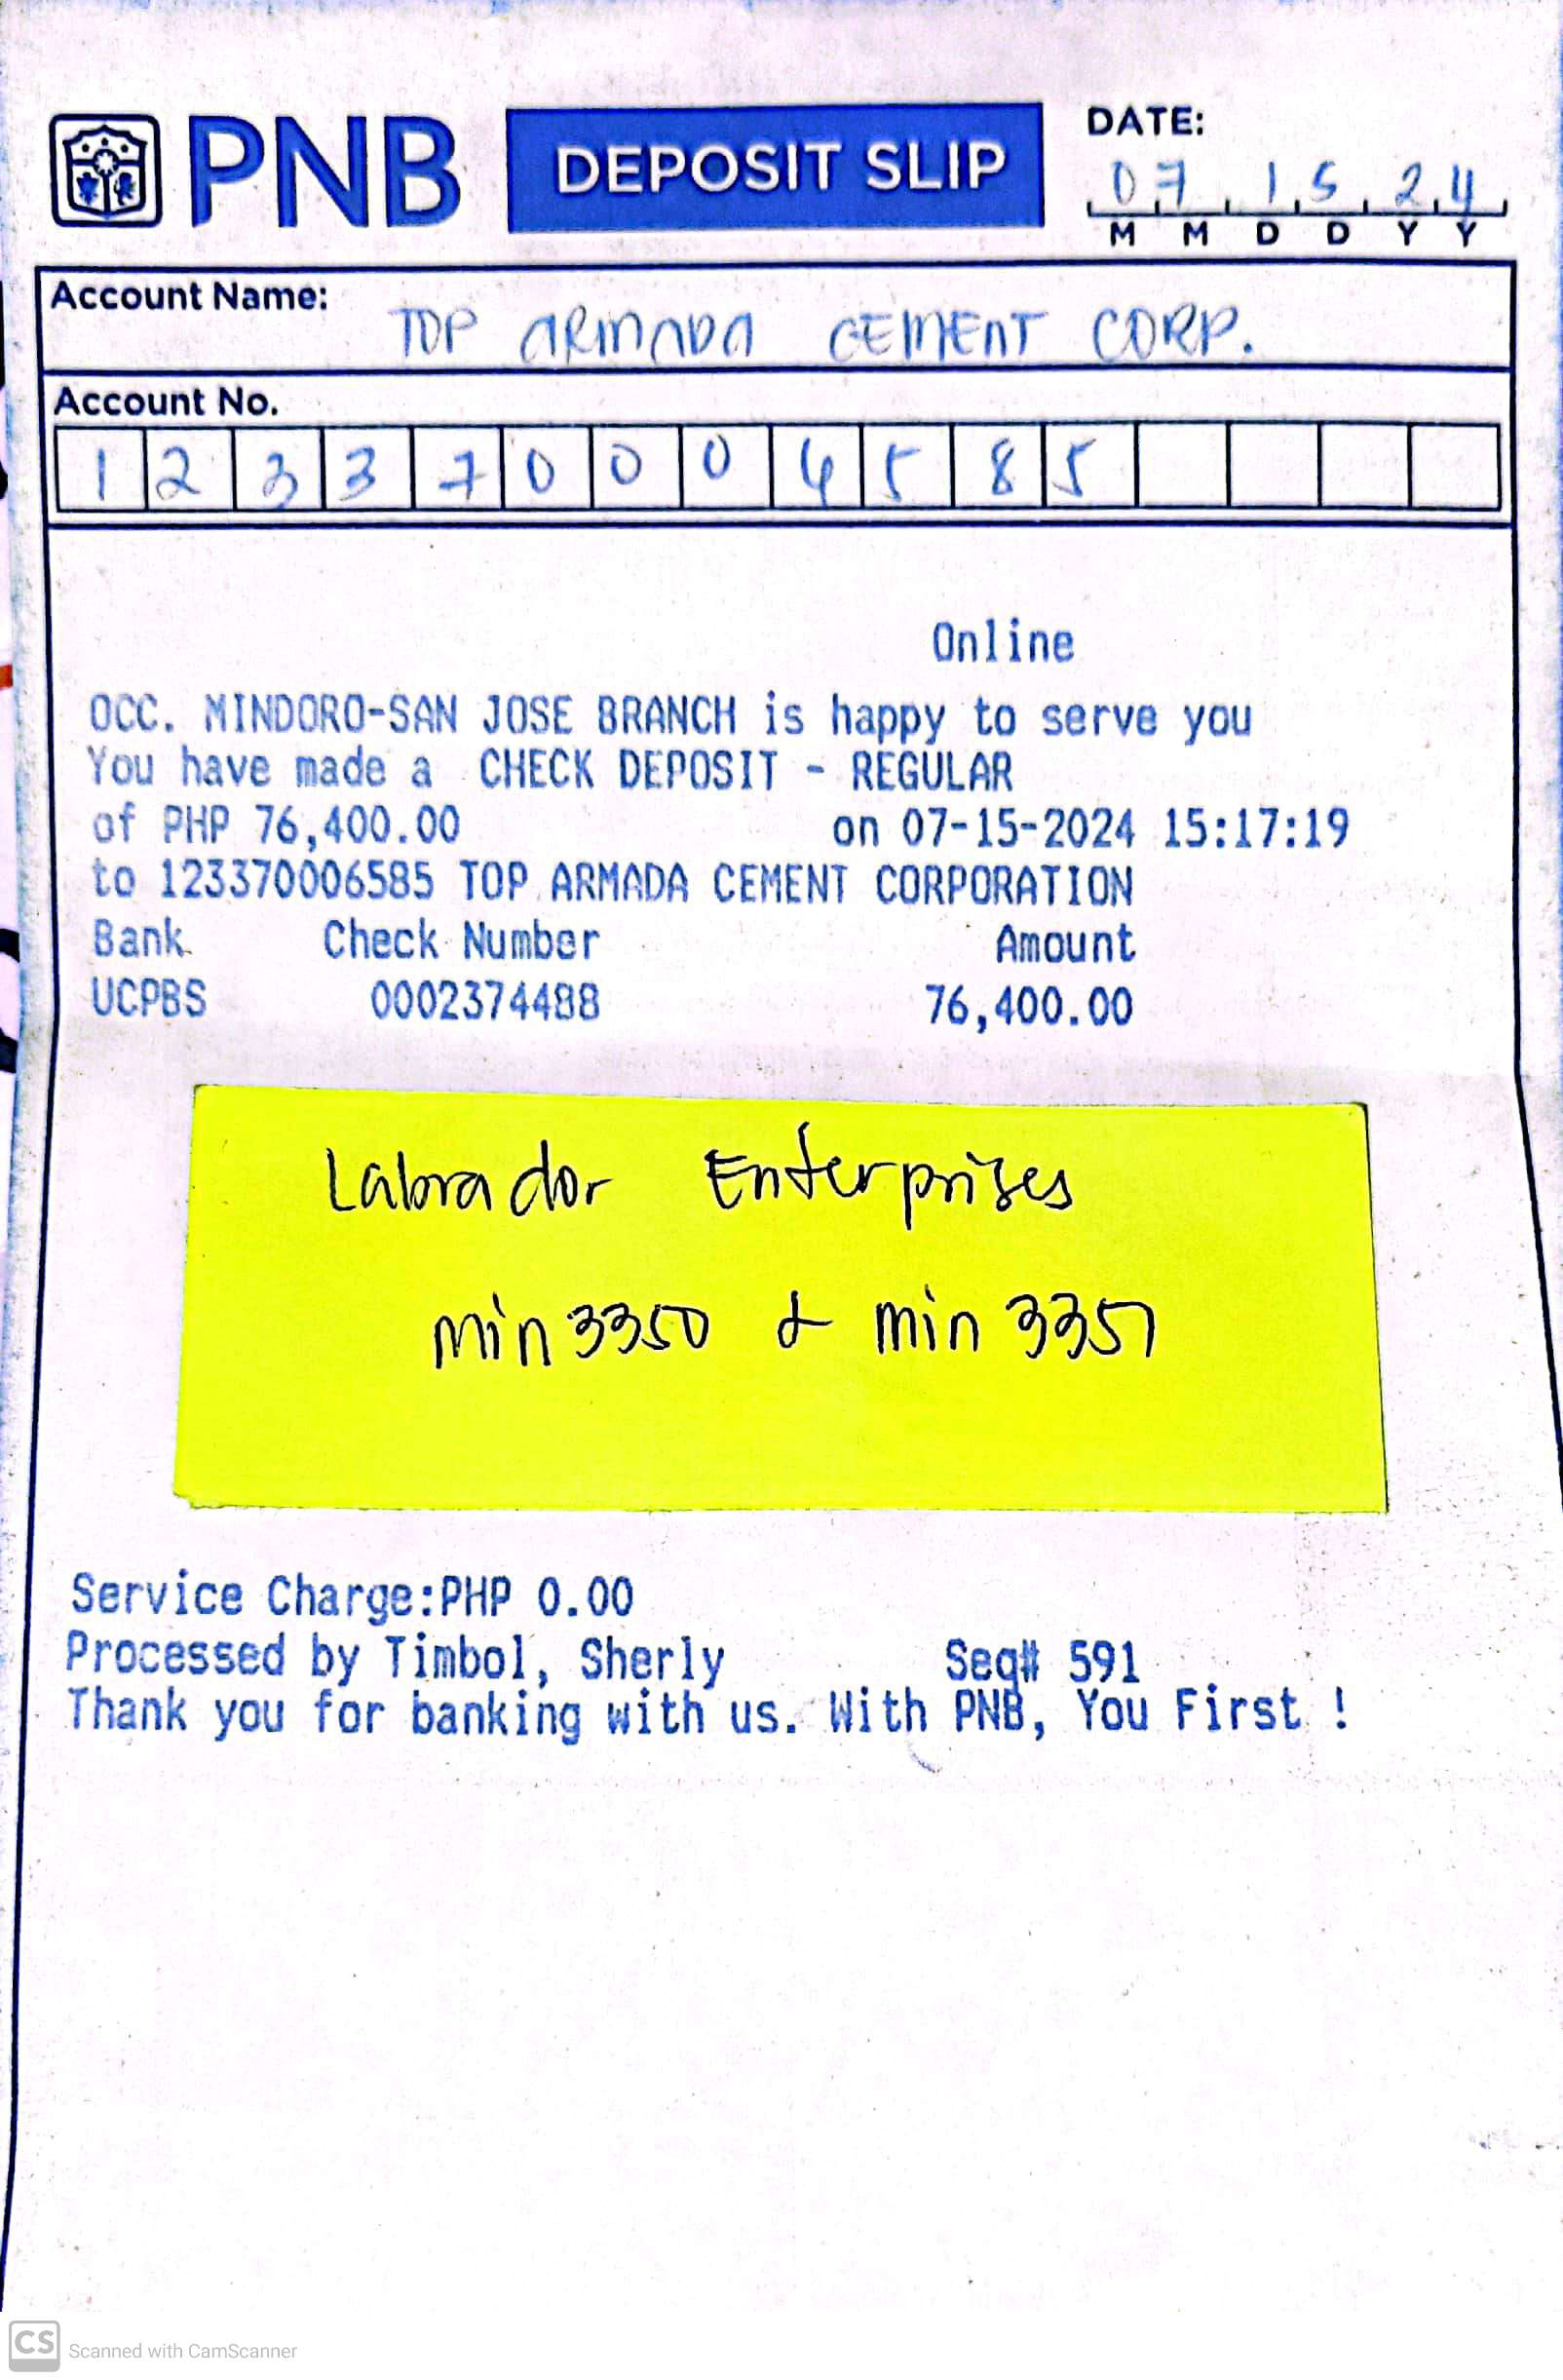 PNB DEPOSIT SLIP
DATE:
07 15 24
M M D D Y Y
Account Name: TOP ARMADA CEMENT CORP.
Account No.
1 2 3 3 7 0 0 0 6 5 8 5
Online
OCC. MINDORO-SAN JOSE BRANCH is happy to serve you
You have made a CHECK DEPOSIT - REGULAR
of PHP 76,400.00 on 07-15-2024 15:17:19
to 123370006585 TOP ARMADA CEMENT CORPORATION
Bank Check Number Amount
UCPBS 0002374488 76,400.00
Labrador Enterprises
min 3350 & min 3351
Service Charge:PHP 0.00
Processed by Timbol, Sherly Seq# 591
Thank you for banking with us. With PNB, You First !
CS Scanned with CamScanner